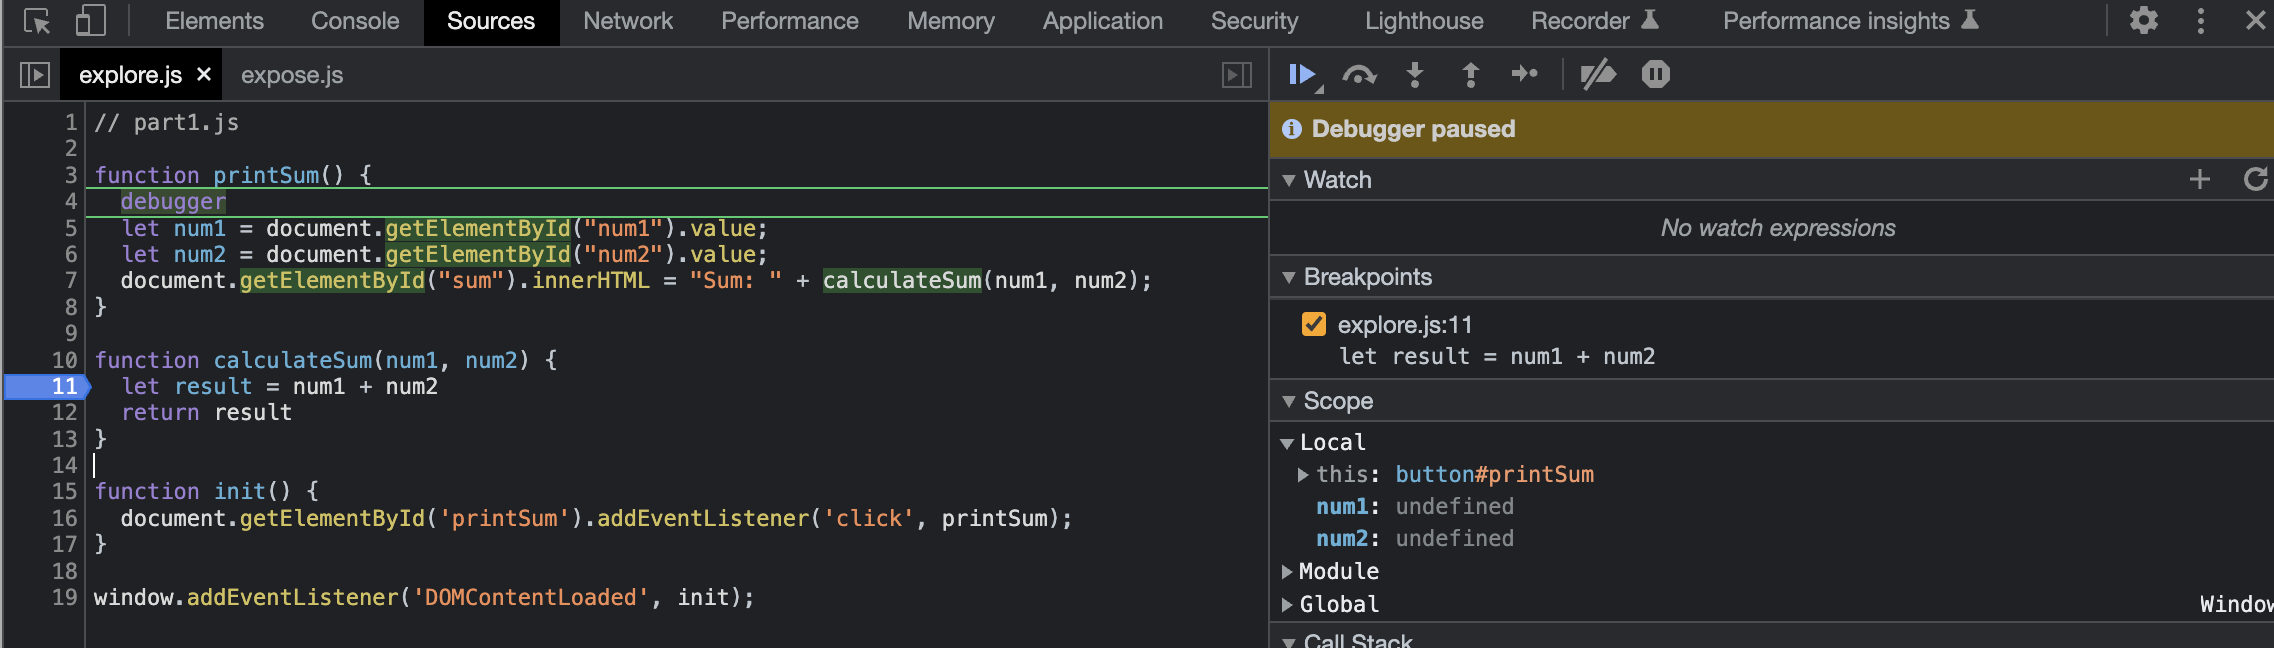 Elements Console Sources Network Performance Memory Application Security Lighthouse Recorder Performance insights
explore.js expose.js
1 // part1.js
2
3 function printSum() {
4 debugger
5 let num1 = document.getElementById("num1").value;
6 let num2 = document.getElementById("num2").value;
7 document.getElementById("sum").innerHTML = "Sum: " + calculateSum(num1, num2);
8 }
9
10 function calculateSum(num1, num2) {
11 let result = num1 + num2
12 return result
13 }
14
15 function init() {
16 document.getElementById('printSum').addEventListener('click', printSum);
17 }
18
19 window.addEventListener('DOMContentLoaded', init);
Debugger paused
Watch
No watch expressions
Breakpoints
explore.js:11
let result = num1 + num2
Scope
Local
this: button#printSum
num1: undefined
num2: undefined
Module
Global Window
Call Stack